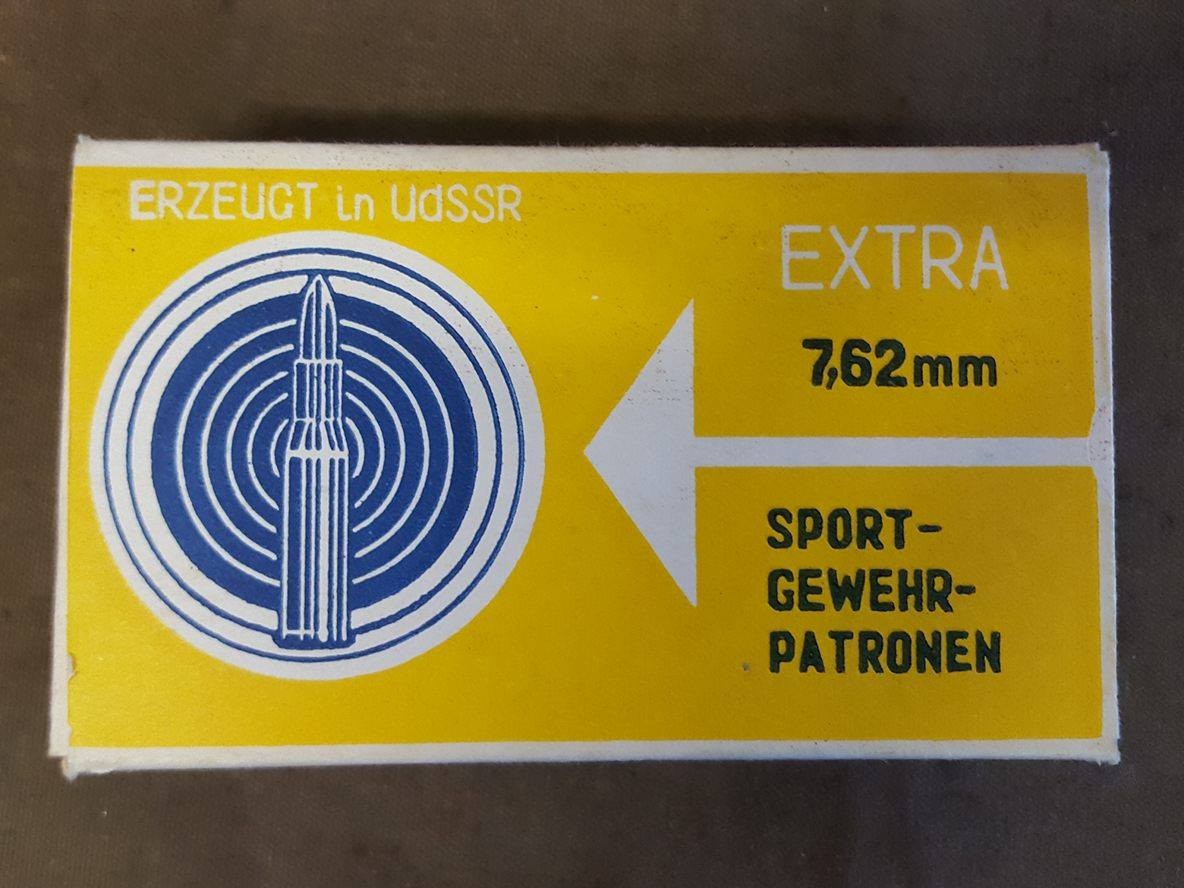 ERZEUGT in UdSSR
EXTRA
7,62mm
SPORT-
GEWEHR-
PATRONEN